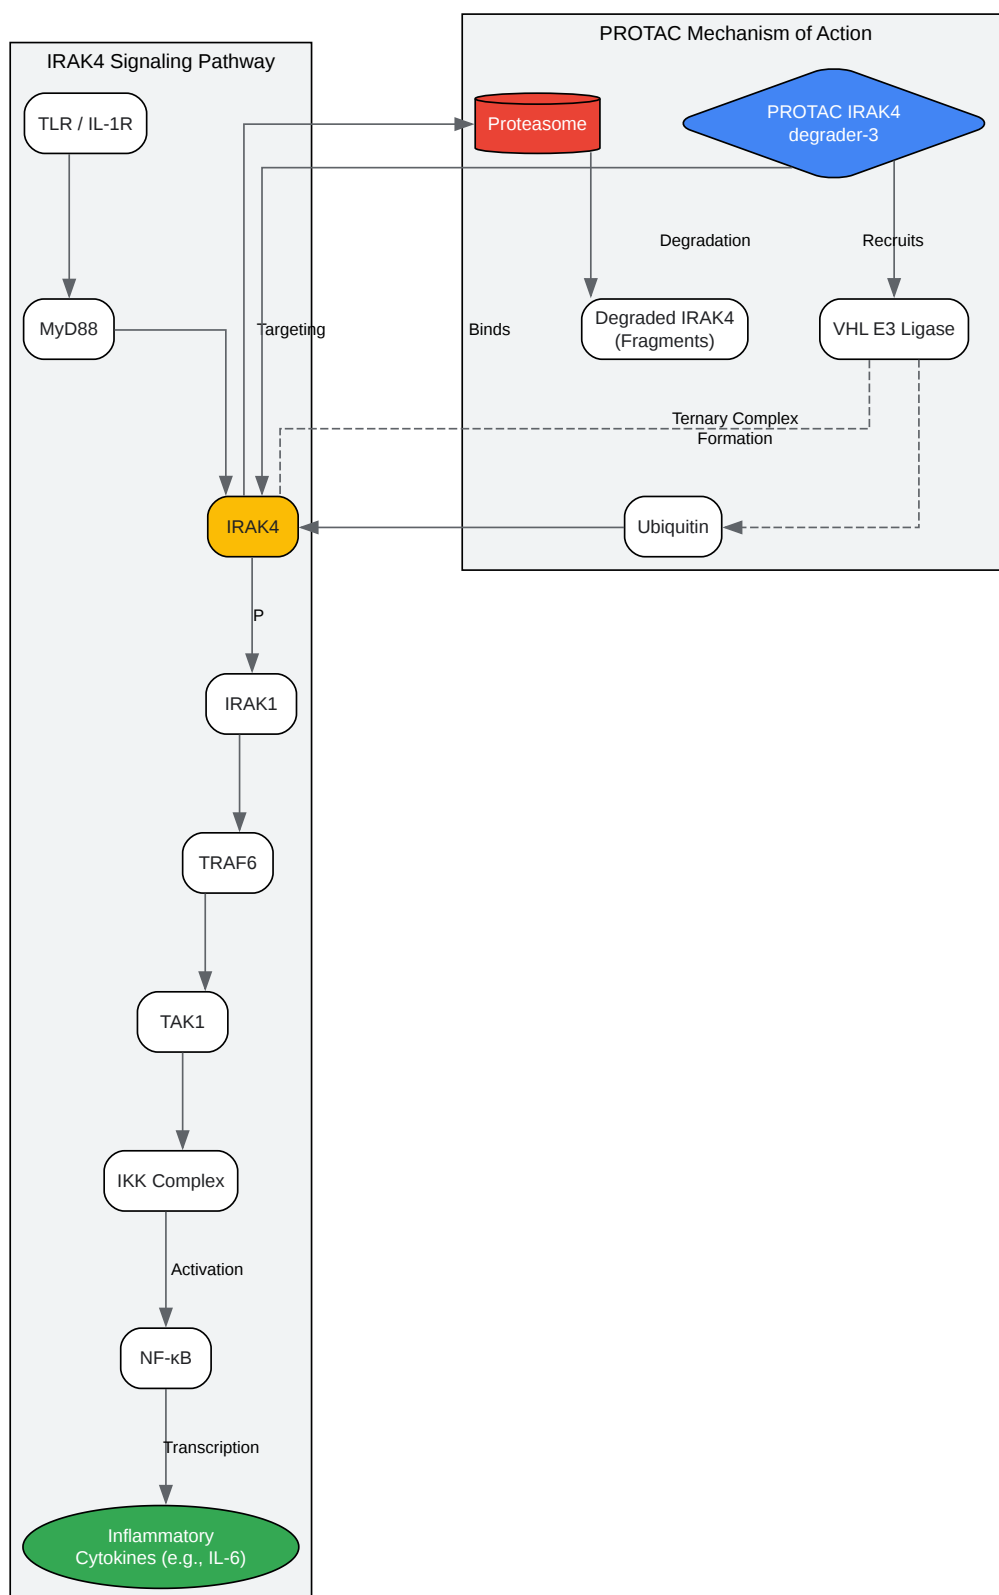 PROTAC Mechanism of Action
IRAK4 Signaling Pathway
TLR / IL-1R
Proteasome
PROTAC IRAK4
degrader-3
Degradation
Recruits
MyD88
Targeting
Binds
Degraded IRAK4
(Fragments)
VHL E3 Ligase
Ternary Complex
Formation
IRAK4
Ubiquitin
P
IRAK1
TRAF6
TAK1
IKK Complex
Activation
NF-κB
Transcription
Inflammatory
Cytokines (e.g., IL-6)